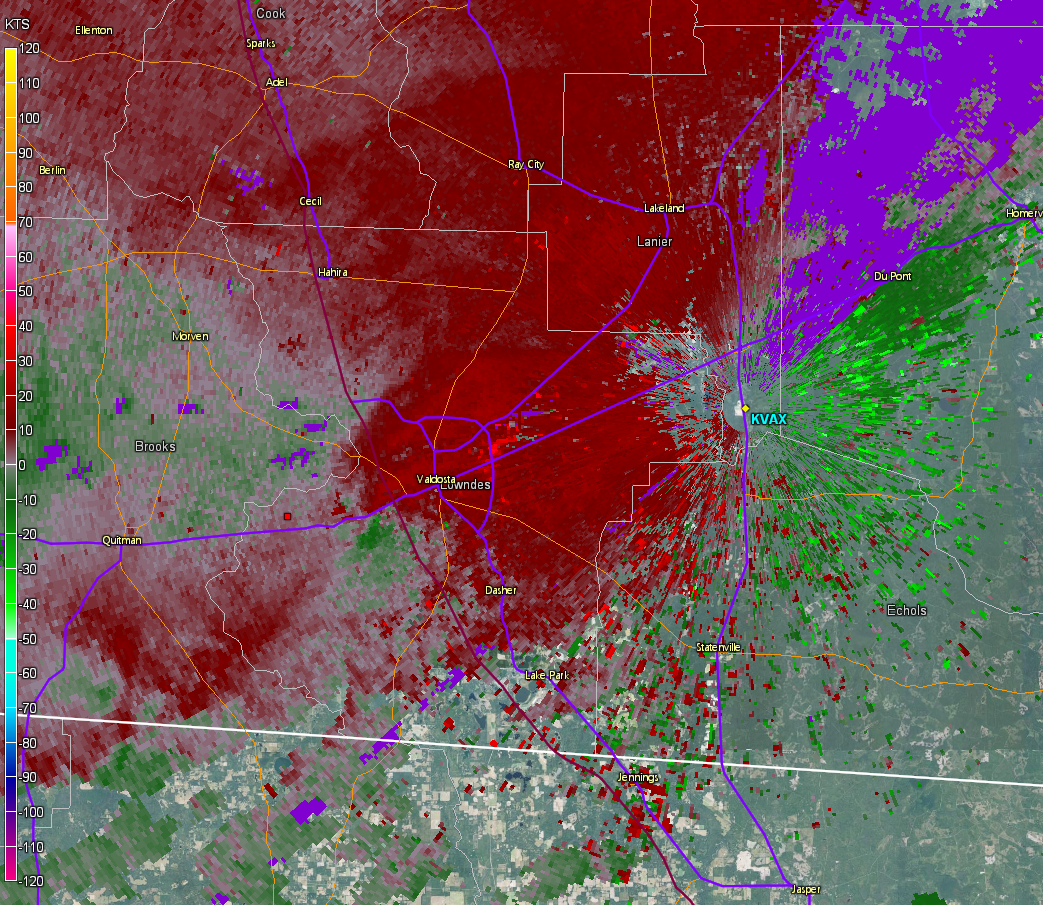 KTS
120
110
100
90
80
70
60
50
40
30
20
10
0
-10
-20
-30
-40
-50
-60
-70
-80
-90
-100
-110
-120
Cook
Ellenton
Sparks
Adel
Berlin
Ray City
Cecil
Lakeland
Homerv
Lanier
Hahira
Du Pont
Morven
KVAX
Brooks
Valdosta
Lowndes
Quitman
Dasher
Echols
Statenville
Lake Park
Jennings
Jasper